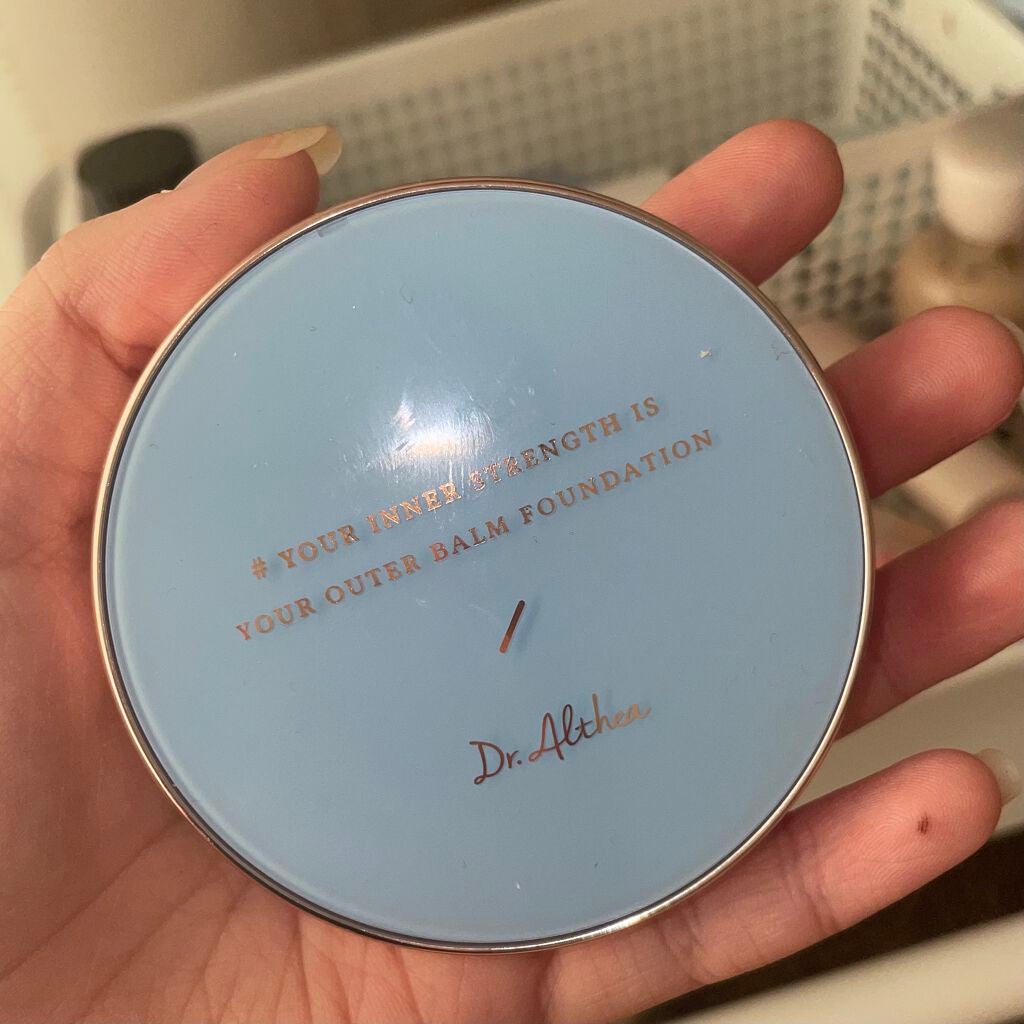 # YOUR INNER STRENGTH IS
YOUR OUTER BALM FOUNDATION
/
Dr. Althea